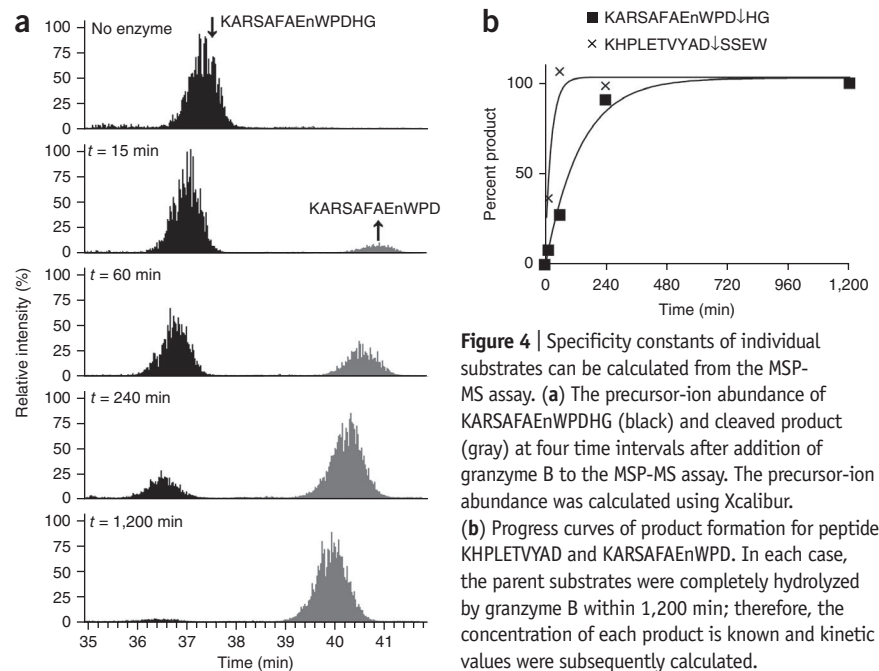 a
No enzyme
KARSAFAEnWPDHG
100
75
50
25
0
t = 15 min
100
75
50
25
0
KARSAFAEnWPD
t = 60 min
100
75
50
25
0
t = 240 min
100
75
50
25
0
t = 1,200 min
100
75
50
25
0
Relative intensity (%)
35 36 37 38 39 40 41
Time (min)
b
■ KARSAFAEnWPD↓HG
× KHPLETVYAD↓SSEW
100
50
0
Percent product
0 240 480 720 960 1,200
Time (min)
Figure 4 | Specificity constants of individual
substrates can be calculated from the MSP-
MS assay. (a) The precursor-ion abundance of
KARSAFAEnWPDHG (black) and cleaved product
(gray) at four time intervals after addition of
granzyme B to the MSP-MS assay. The precursor-ion
abundance was calculated using Xcalibur.
(b) Progress curves of product formation for peptide
KHPLETVYAD and KARSAFAEnWPD. In each case,
the parent substrates were completely hydrolyzed
by granzyme B within 1,200 min; therefore, the
concentration of each product is known and kinetic
values were subsequently calculated.